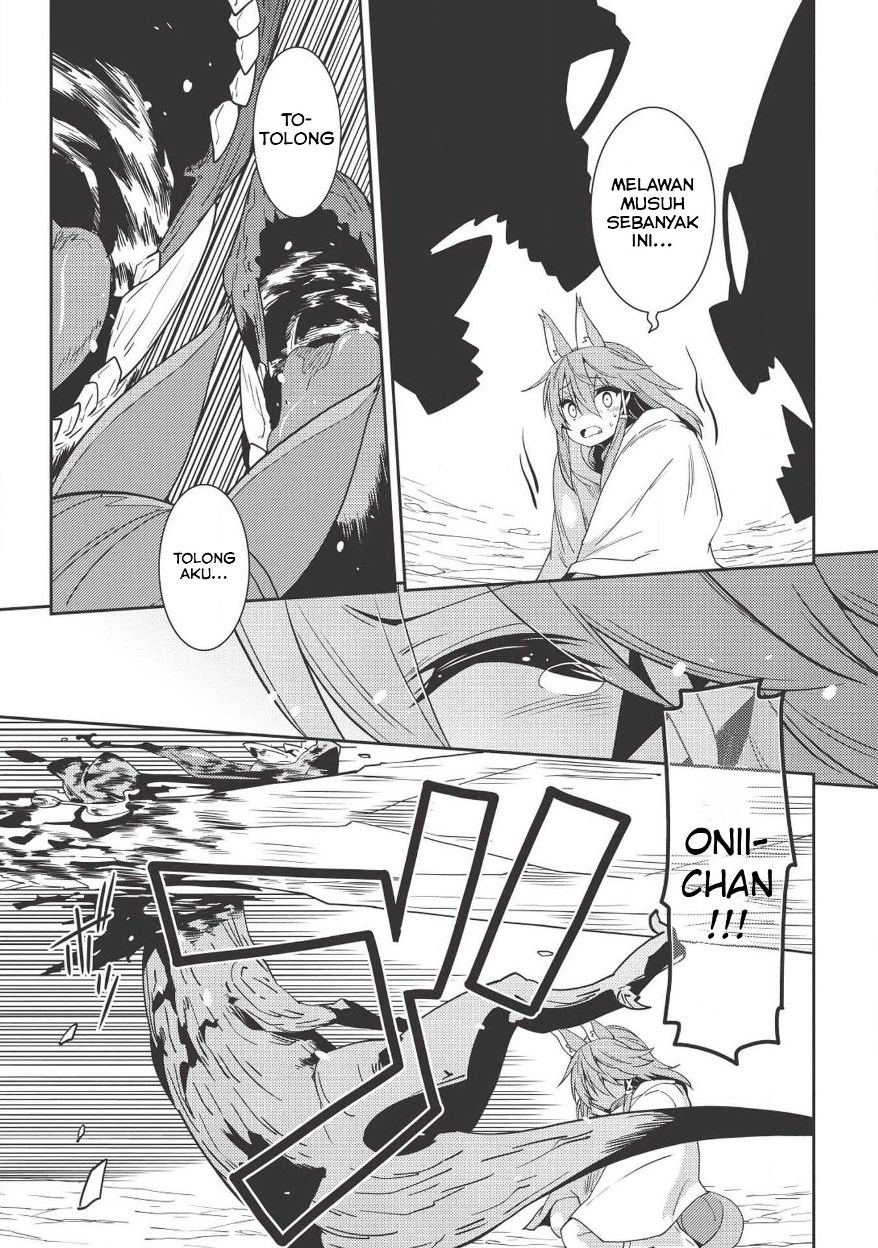 MELAWAN
MUSUH
SEBANYAK
INI...
TO-
TOLONG
TOLONG
AKU...
ONII-
CHAN
!!!